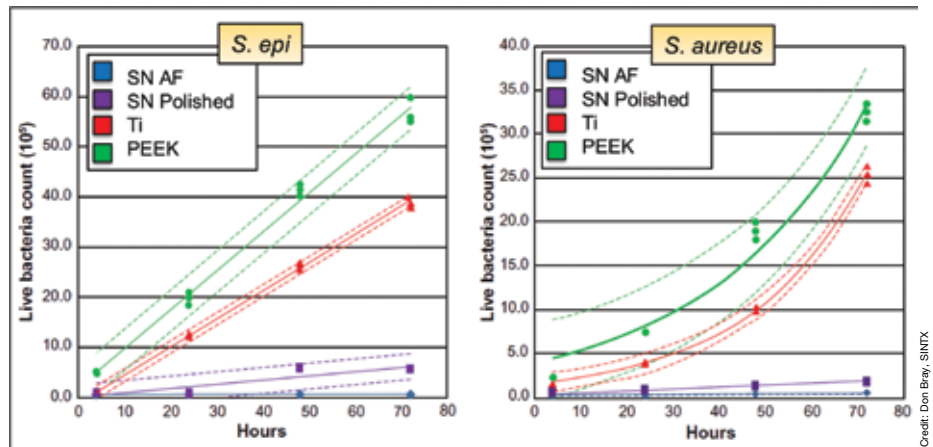 S. epi
70.0
60.0
50.0
40.0
30.0
20.0
10.0
0.0
Live bacteria count (10⁵)
SN AF
SN Polished
Ti
PEEK
0 10 20 30 40 50 60 70 80
Hours
S. aureus
40.0
35.0
30.0
25.0
20.0
15.0
10.0
5.0
0.0
Live bacteria count (10⁵)
SN AF
SN Polished
Ti
PEEK
0 10 20 30 40 50 60 70 80
Hours
Credit: Don Bray, SINTX